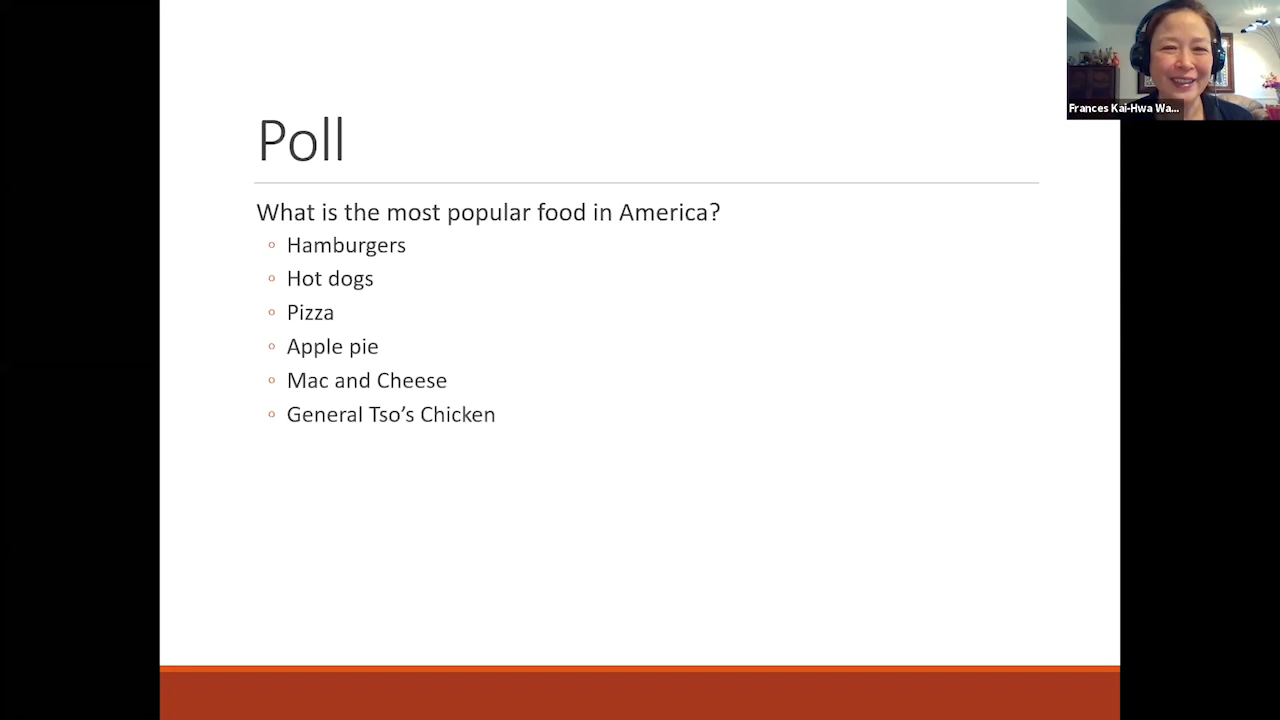 Poll
What is the most popular food in America?
Hamburgers
Hot dogs
Pizza
Apple pie
Mac and Cheese
General Tso’s Chicken
Frances Kai-Hwa Wa...